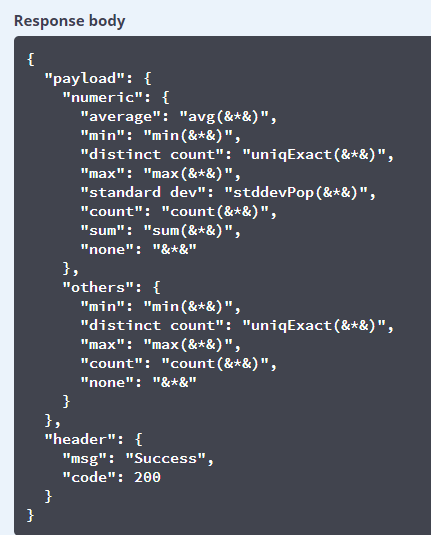 Response body
{
  "payload": {
    "numeric": {
      "average": "avg(&*&)",
      "min": "min(&*&)",
      "distinct count": "uniqExact(&*&)",
      "max": "max(&*&)",
      "standard dev": "stddevPop(&*&)",
      "count": "count(&*&)",
      "sum": "sum(&*&)",
      "none": "&*&"
    },
    "others": {
      "min": "min(&*&)",
      "distinct count": "uniqExact(&*&)",
      "max": "max(&*&)",
      "count": "count(&*&)",
      "none": "&*&"
    }
  },
  "header": {
    "msg": "Success",
    "code": 200
  }
}